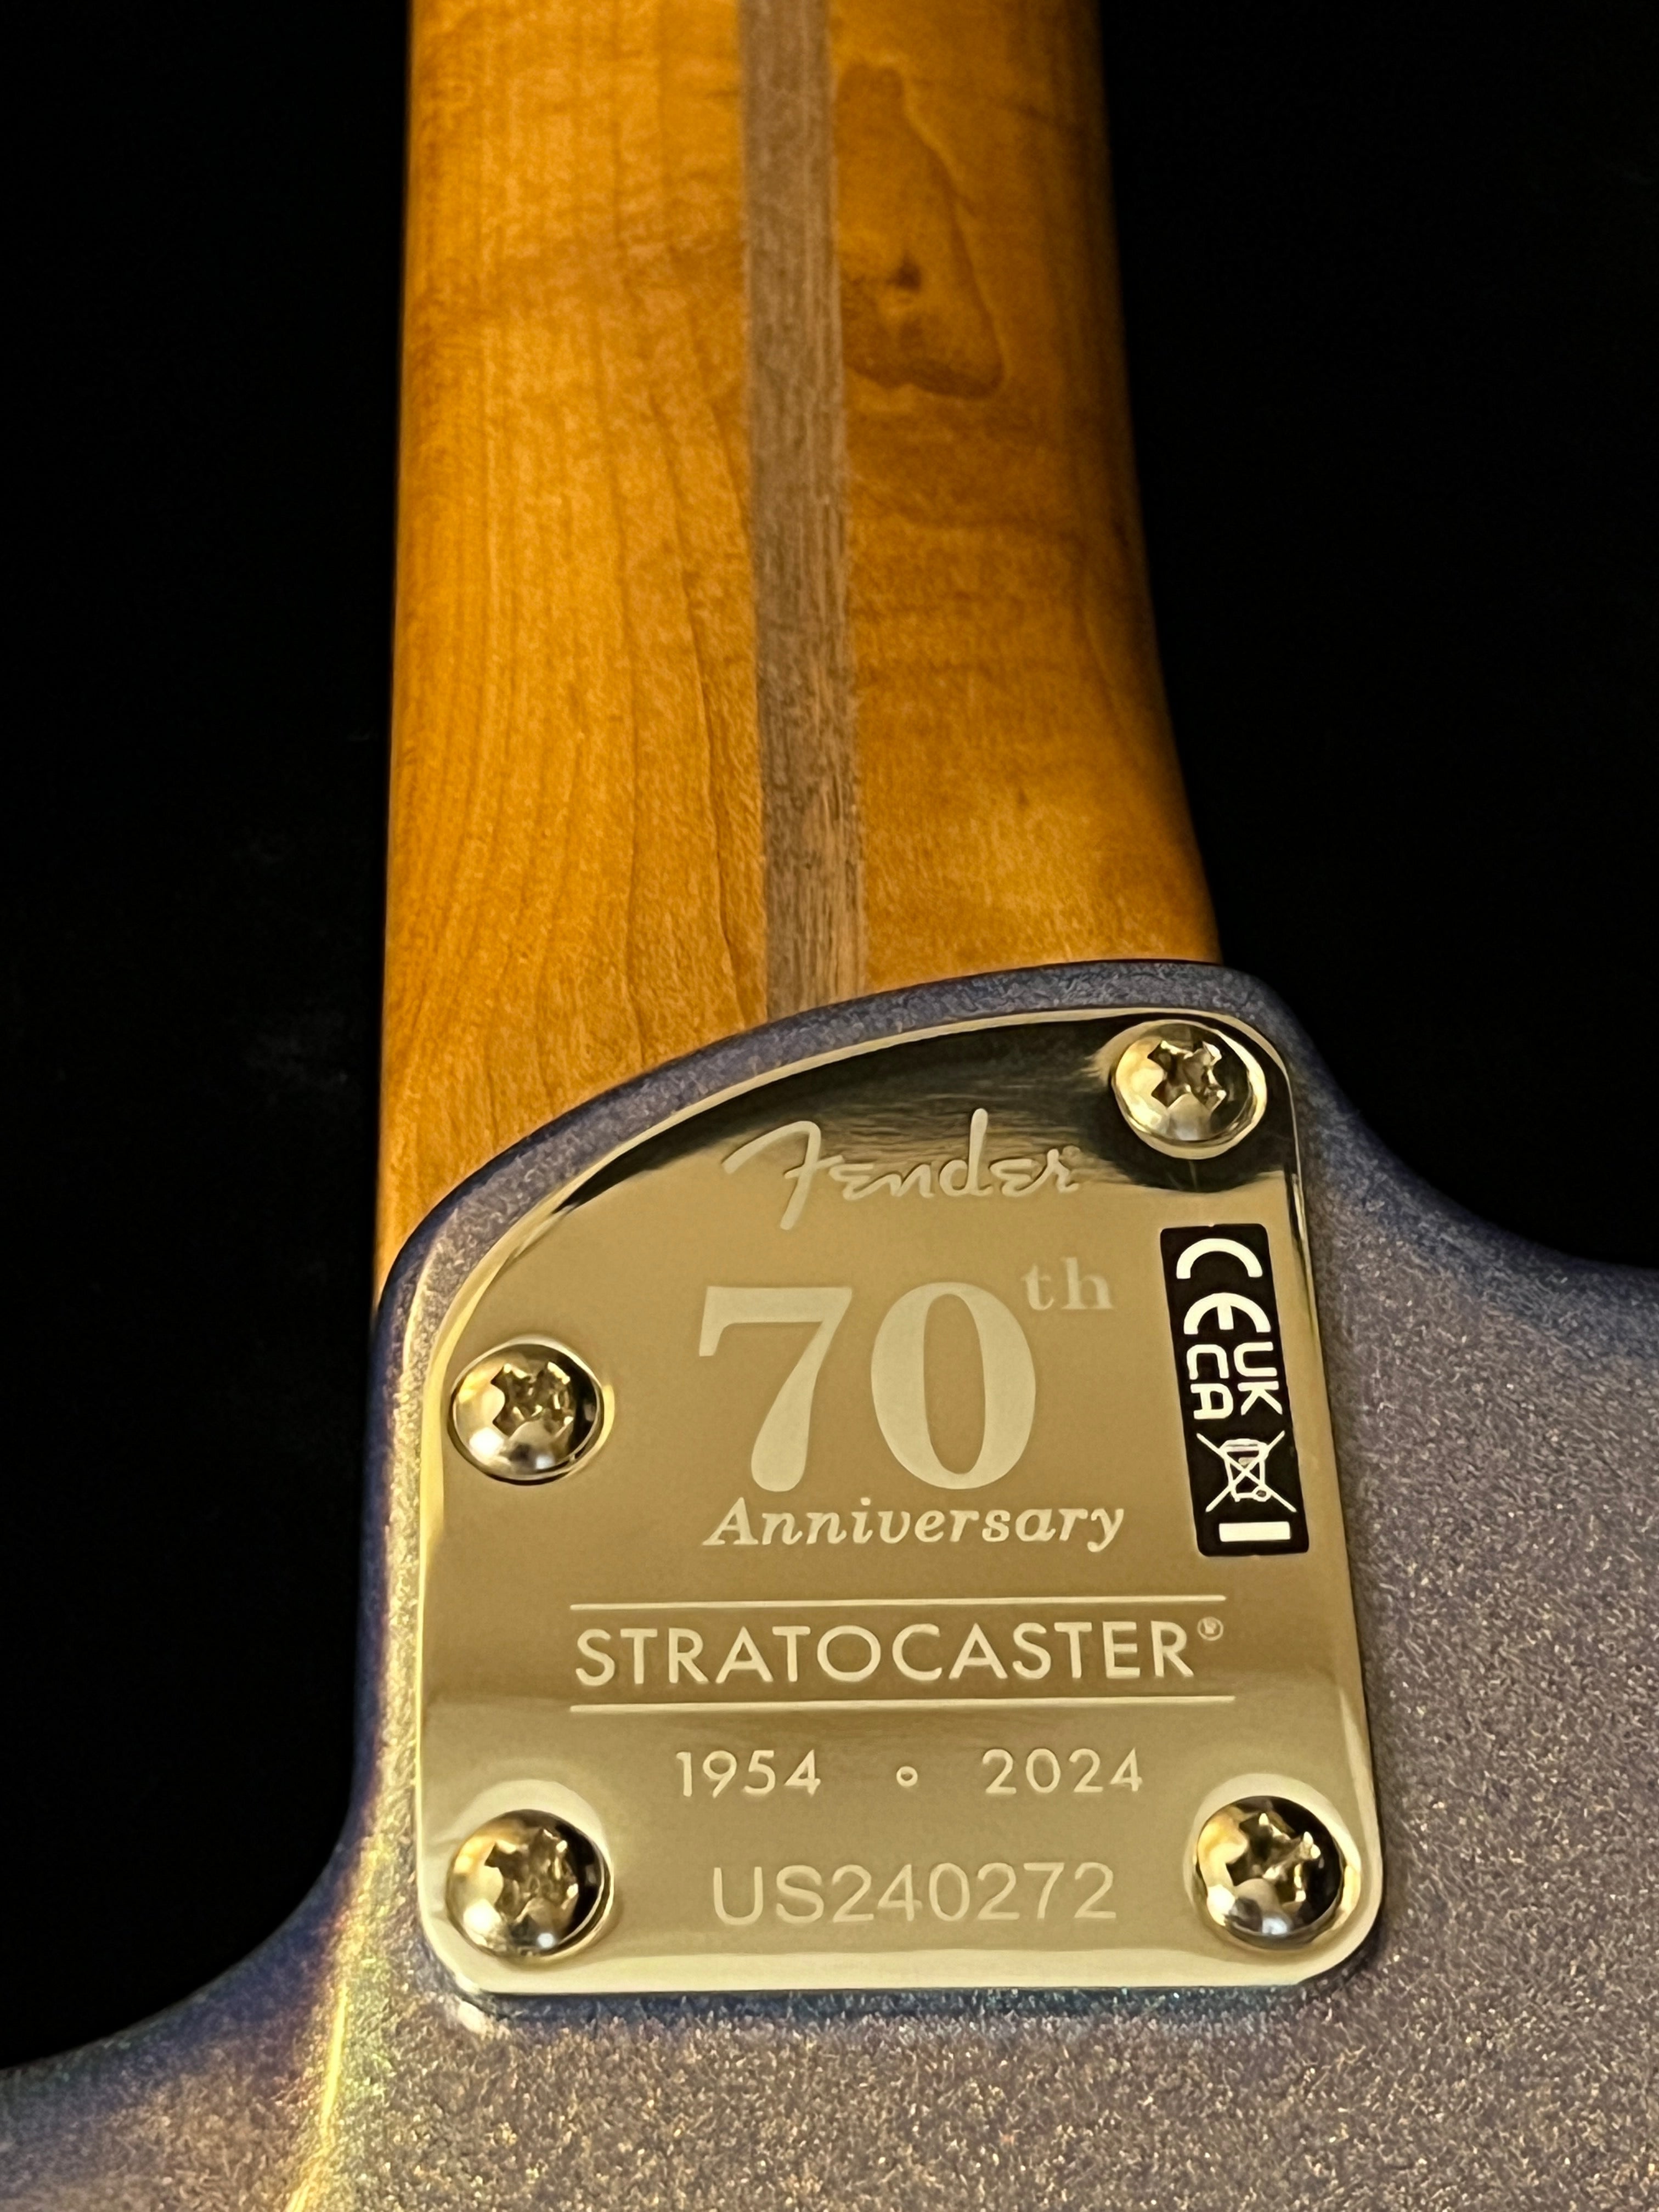 Fender®
70th
Anniversary
STRATOCASTER®
1954 ∘ 2024
US240272
CE
UK
CA